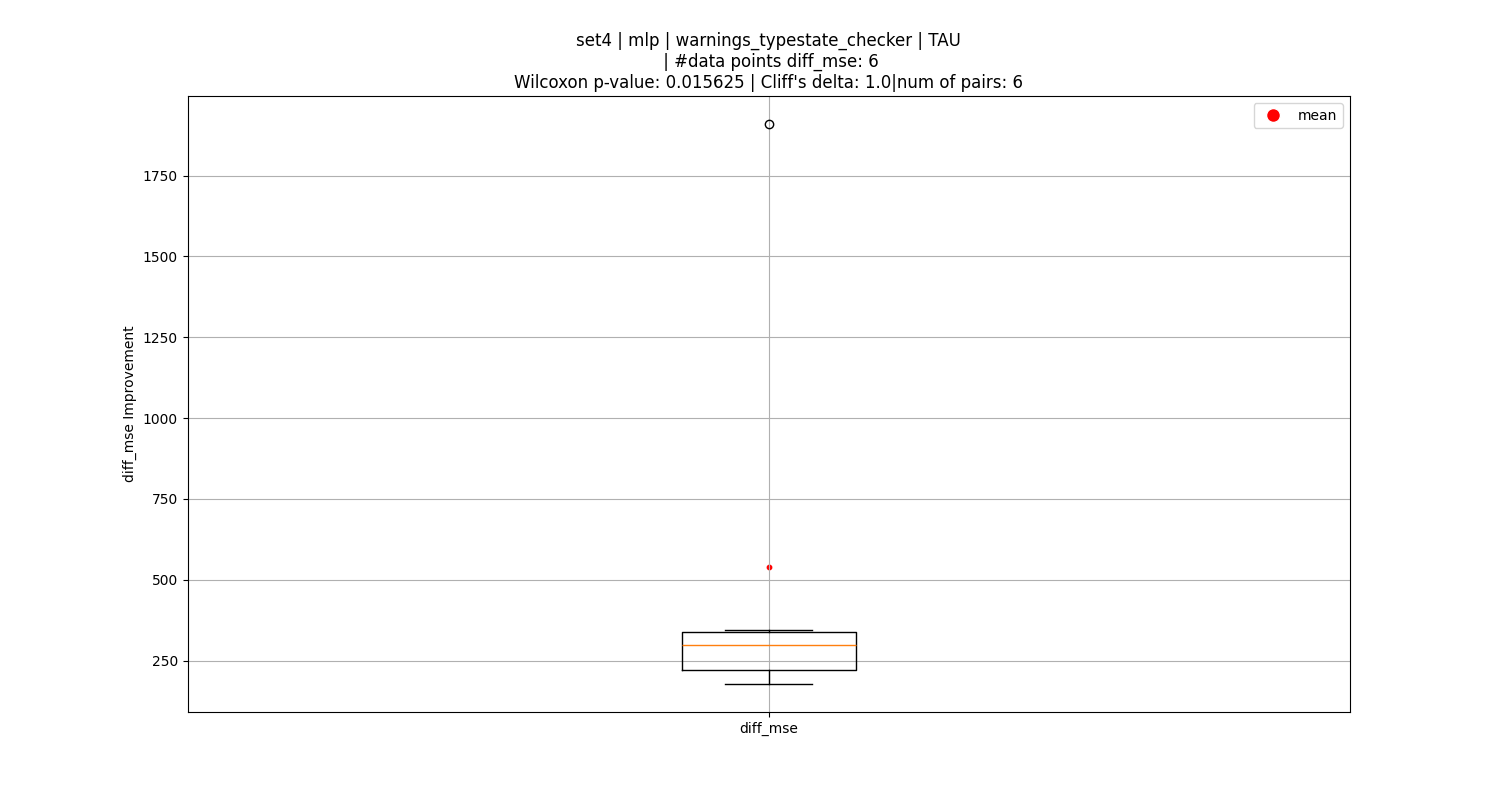 set4 | mlp | warnings_typestate_checker | TAU
| #data points diff_mse: 6
Wilcoxon p-value: 0.015625 | Cliff's delta: 1.0|num of pairs: 6
mean
1750
1500
1250
1000
750
500
250
diff_mse Improvement
diff_mse